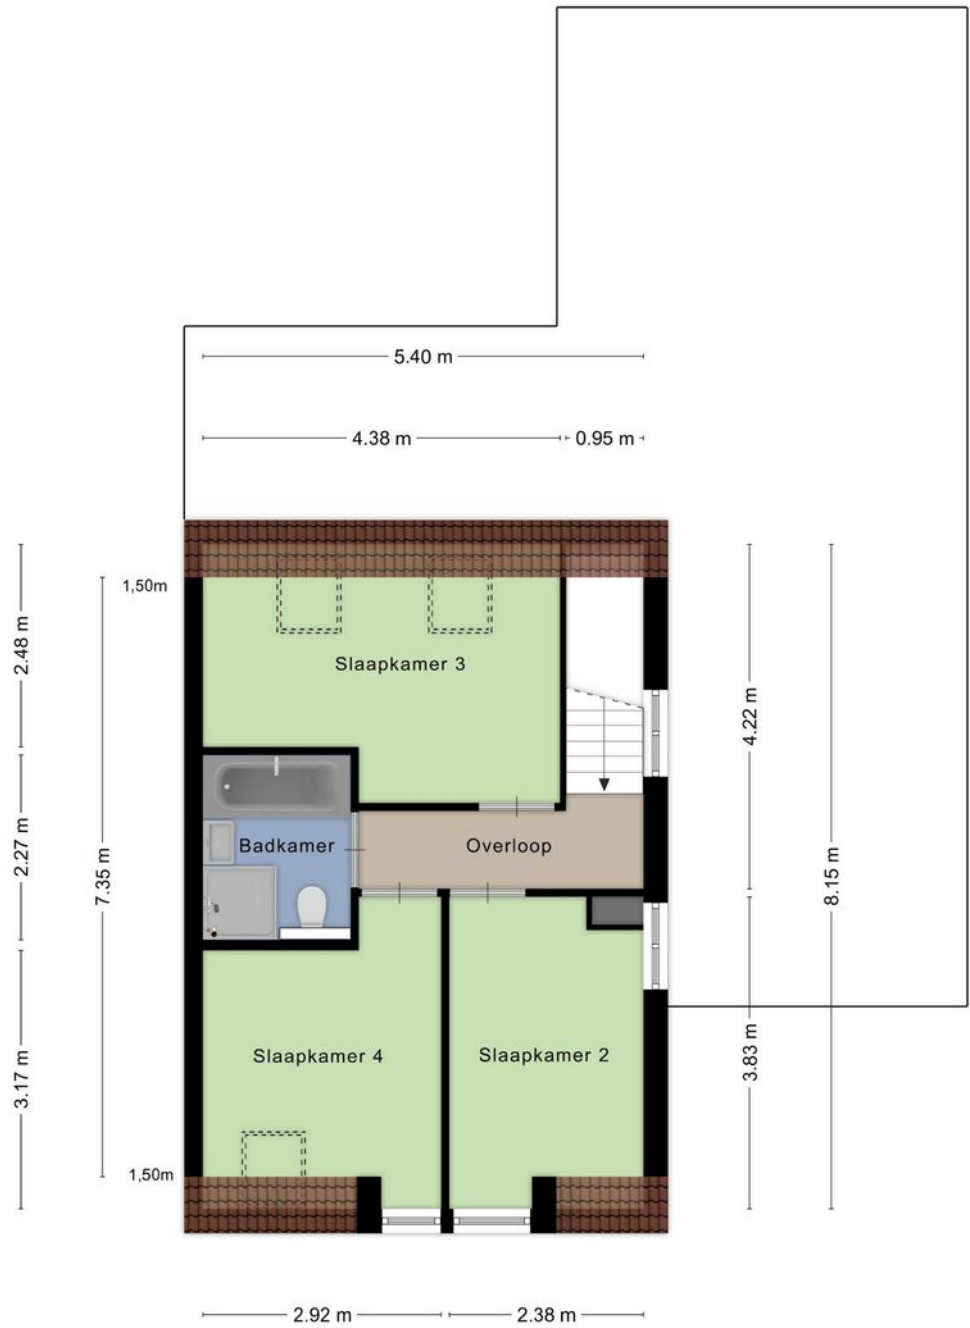 5.40 m
4.38 m
0.95 m
1,50m
Slaapkamer 3
2.48 m
4.22 m
Badkamer
Overloop
2.27 m
7.35 m
8.15 m
Slaapkamer 4
Slaapkamer 2
3.17 m
3.83 m
1,50m
2.92 m
2.38 m